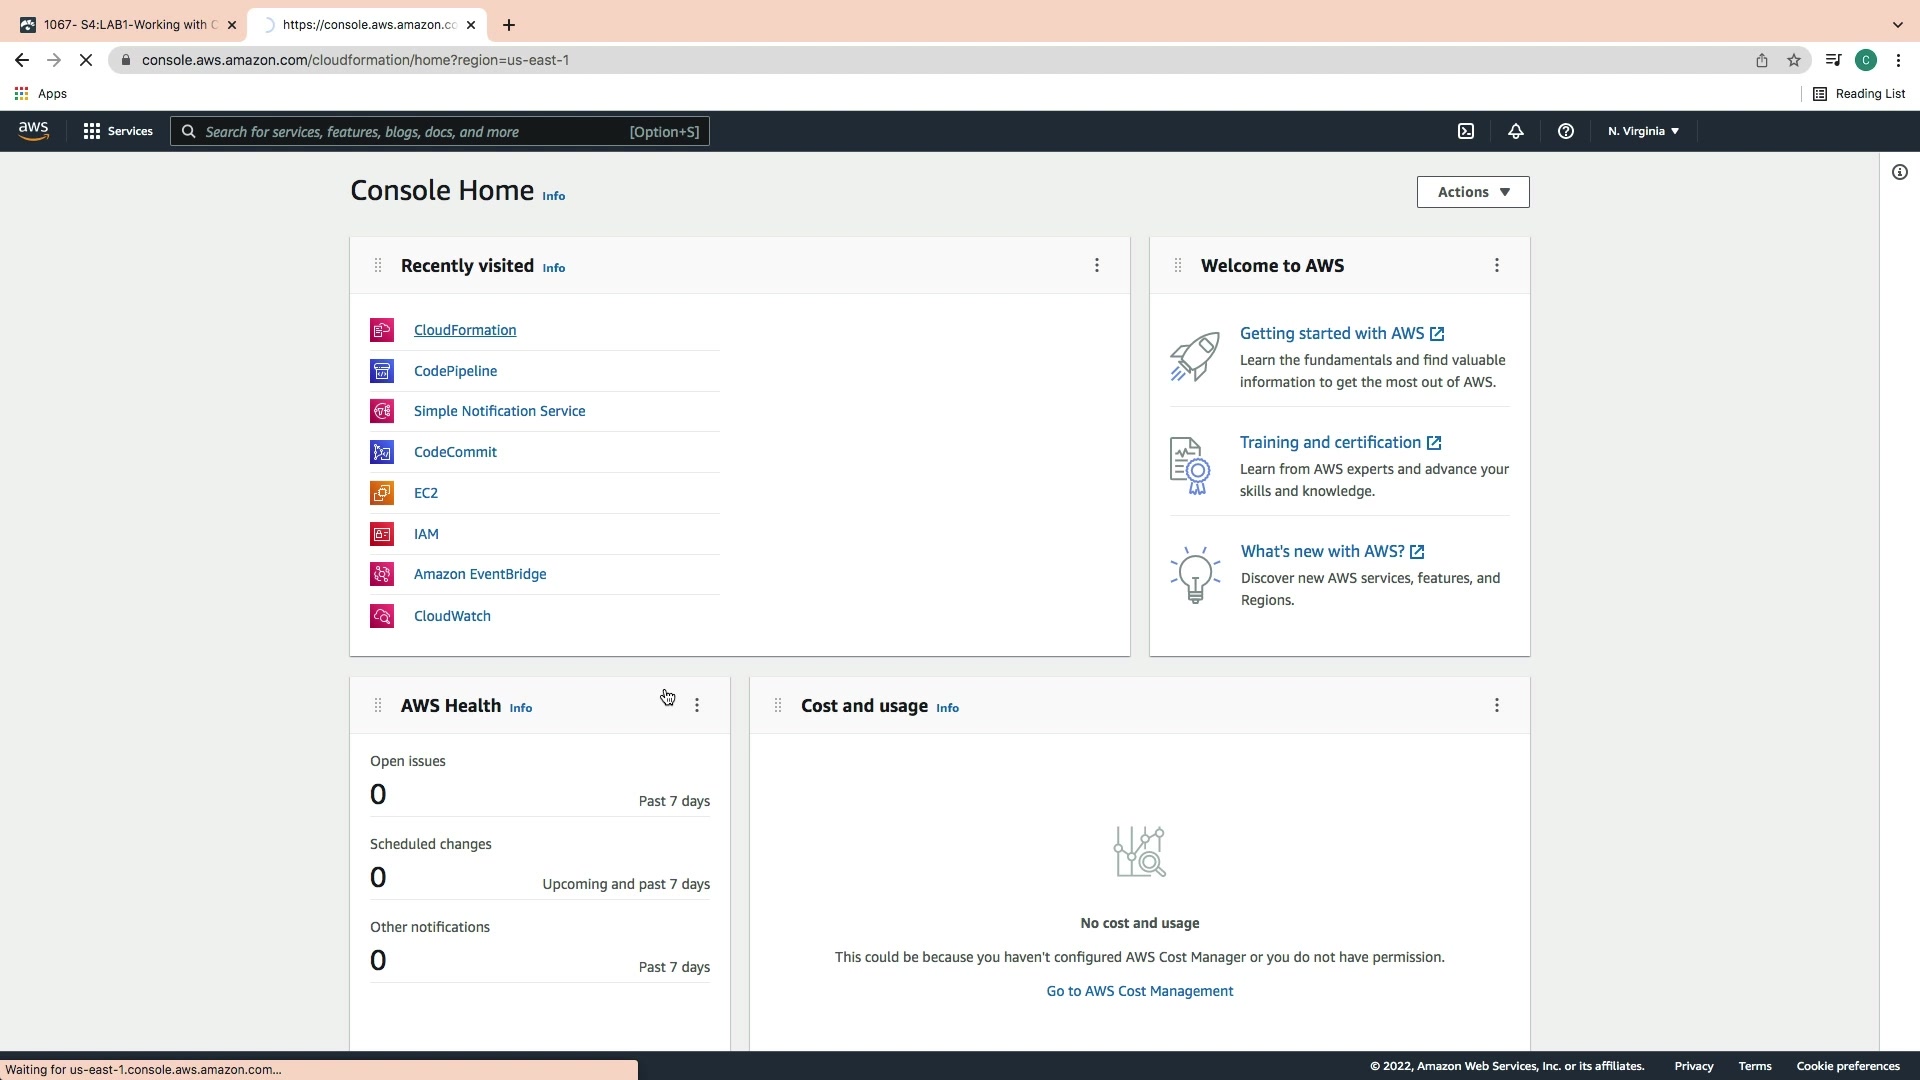 1067- S4:LAB1-Working with C
https://console.aws.amazon.co
console.aws.amazon.com/cloudformation/home?region=us-east-1
C
Apps
Reading List
aws
Services
Search for services, features, blogs, docs, and more
[Option+S]
N. Virginia
Console Home Info
Actions
Recently visited Info
CloudFormation
CodePipeline
Simple Notification Service
CodeCommit
EC2
IAM
Amazon EventBridge
CloudWatch
Welcome to AWS
Getting started with AWS
Learn the fundamentals and find valuable
information to get the most out of AWS.
Training and certification
Learn from AWS experts and advance your
skills and knowledge.
What's new with AWS?
Discover new AWS services, features, and
Regions.
AWS Health Info
Open issues
0
Past 7 days
Scheduled changes
0
Upcoming and past 7 days
Other notifications
0
Past 7 days
Cost and usage Info
No cost and usage
This could be because you haven't configured AWS Cost Manager or you do not have permission.
Go to AWS Cost Management
Waiting for us-east-1.console.aws.amazon.com...
© 2022, Amazon Web Services, Inc. or its affiliates.
Privacy
Terms
Cookie preferences